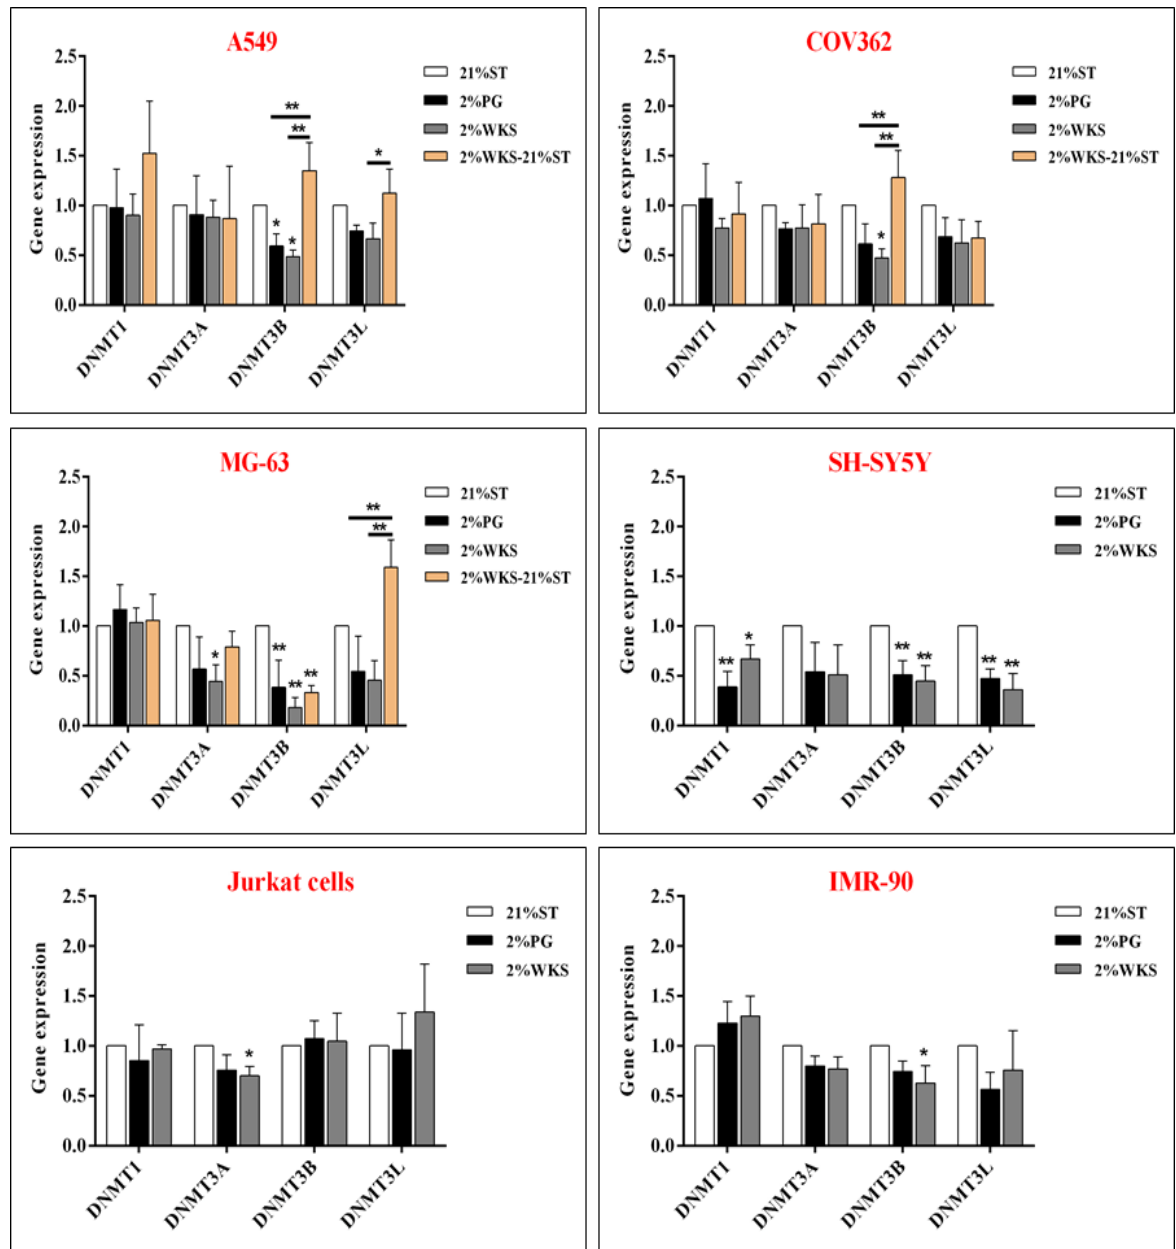 A549
2.5
2.0
1.5
1.0
0.5
0.0
Gene expression
21%ST
2%PG
2%WKS
2%WKS-21%ST
**
**
*
*
*
DNMT1
DNMT3A
DNMT3B
DNMT3L
COV362
2.5
2.0
1.5
1.0
0.5
0.0
Gene expression
21%ST
2%PG
2%WKS
2%WKS-21%ST
**
**
*
DNMT1
DNMT3A
DNMT3B
DNMT3L
MG-63
2.5
2.0
1.5
1.0
0.5
0.0
Gene expression
21%ST
2%PG
2%WKS
2%WKS-21%ST
**
**
*
**
**
**
DNMT1
DNMT3A
DNMT3B
DNMT3L
SH-SY5Y
2.5
2.0
1.5
1.0
0.5
0.0
Gene expression
21%ST
2%PG
2%WKS
**
*
**
**
**
**
DNMT1
DNMT3A
DNMT3B
DNMT3L
Jurkat cells
2.5
2.0
1.5
1.0
0.5
0.0
Gene expression
21%ST
2%PG
2%WKS
*
DNMT1
DNMT3A
DNMT3B
DNMT3L
IMR-90
2.5
2.0
1.5
1.0
0.5
0.0
Gene expression
21%ST
2%PG
2%WKS
*
DNMT1
DNMT3A
DNMT3B
DNMT3L